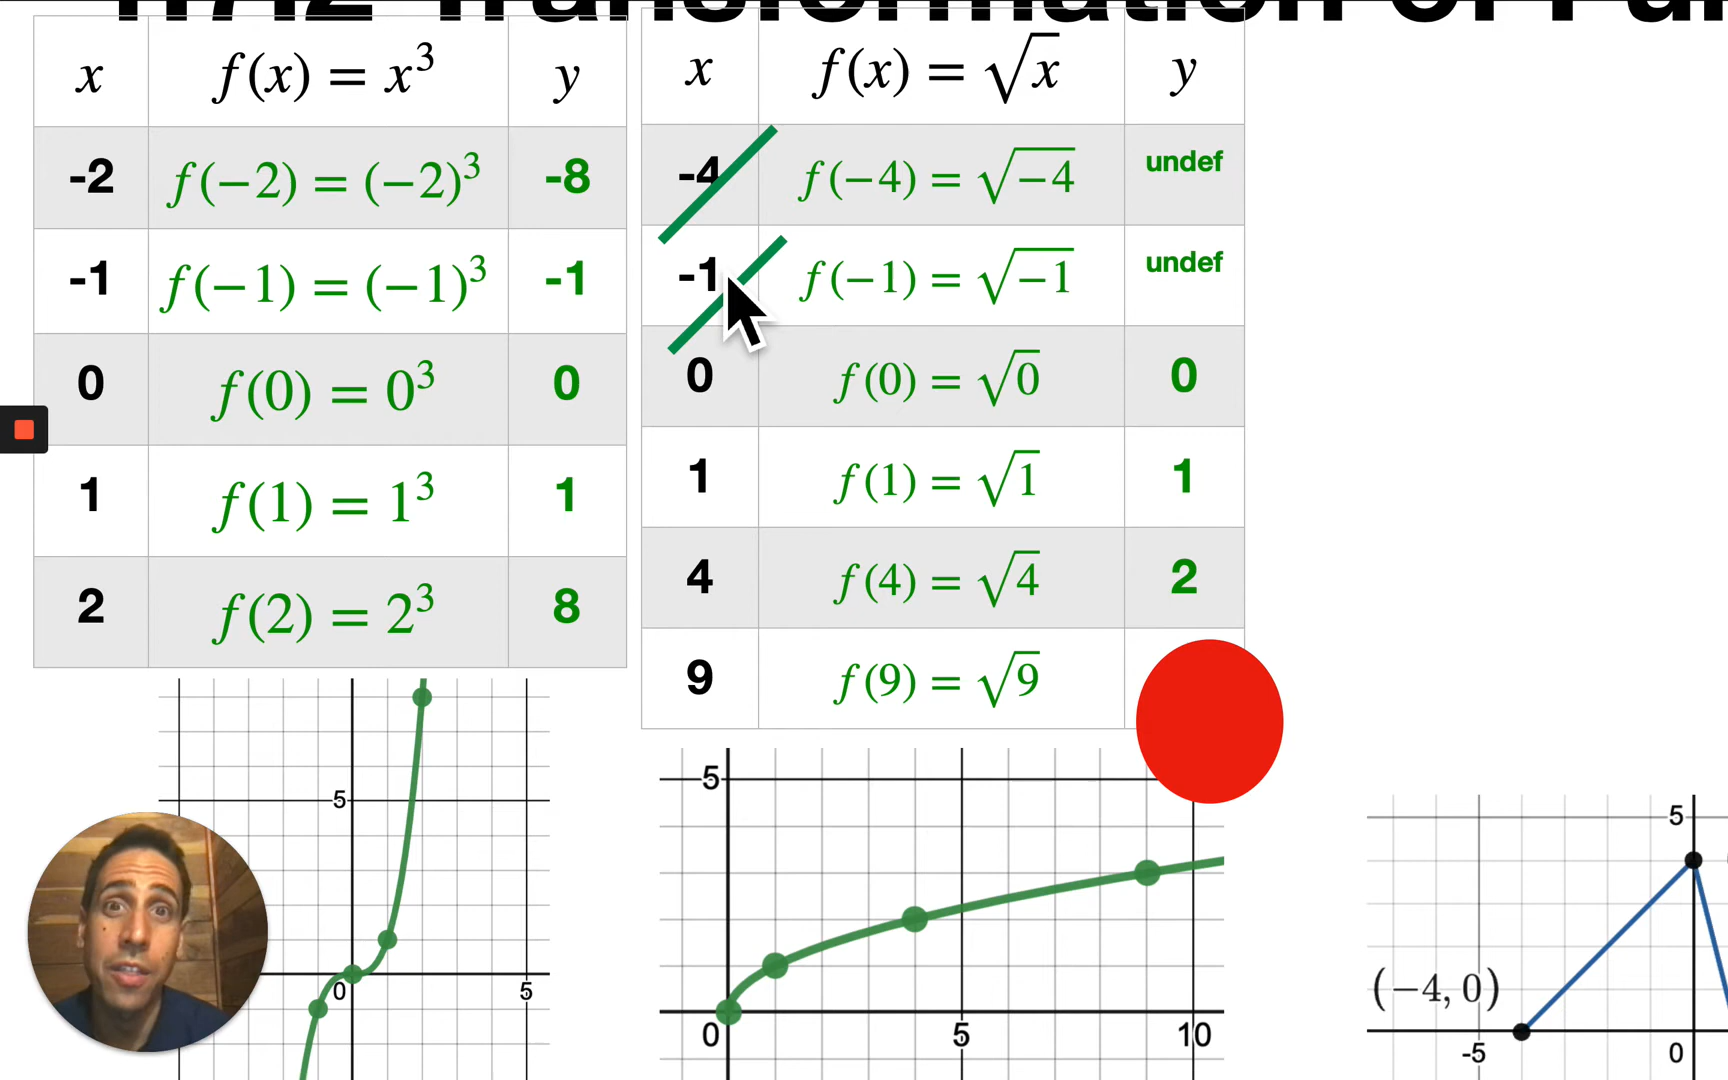 Transformation of
x f(x) = x³ y
-2 f(−2) = (−2)³ -8
-1 f(−1) = (−1)³ -1
0 f(0) = 0³ 0
1 f(1) = 1³ 1
2 f(2) = 2³ 8
x f(x) = √x y
-4 f(−4) = √−4 undef
-1 f(−1) = √−1 undef
0 f(0) = √0 0
1 f(1) = √1 1
4 f(4) = √4 2
9 f(9) = √9
5
0 5
5
0 5 10
5
(−4, 0)
-5 0